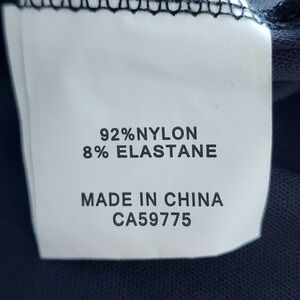 92%NYLON
8% ELASTANE
MADE IN CHINA
CA59775